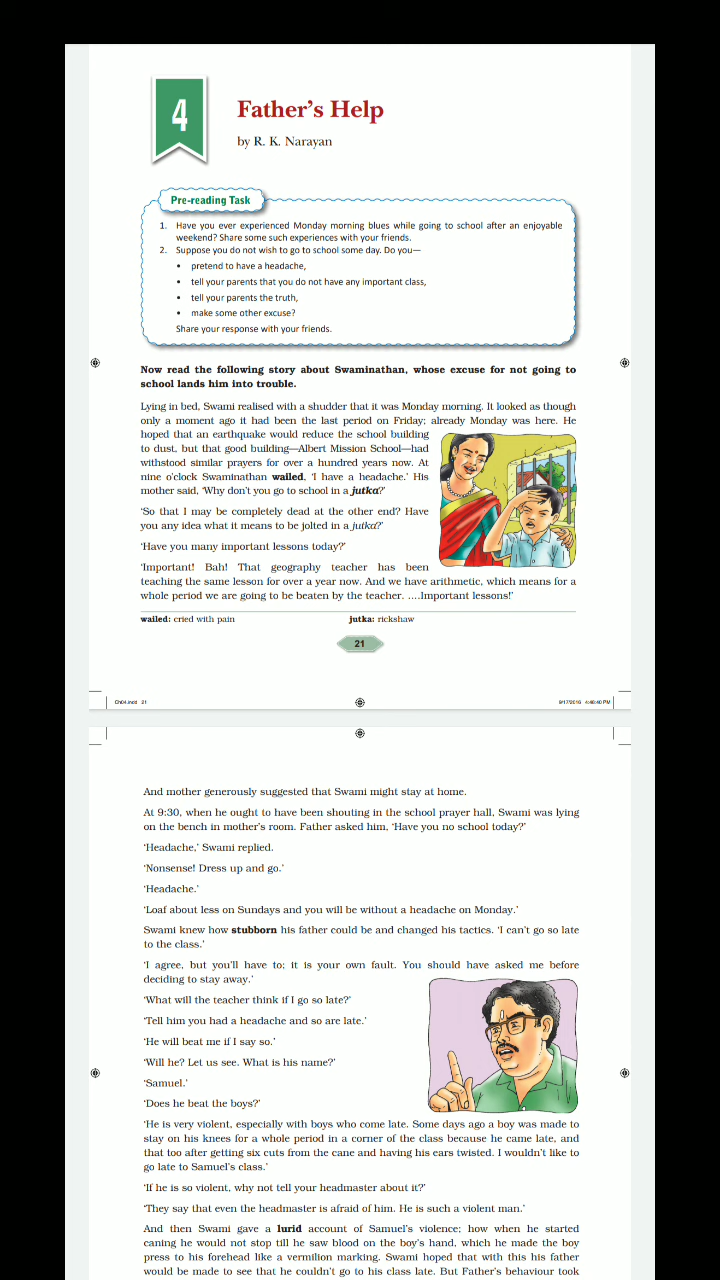 4
Father's Help
by R. K. Narayan
Pre-reading Task
1. Have you ever experienced Monday morning blues while going to school after an enjoyable
weekend? Share some such experiences with your friends.
2. Suppose you do not wish to go to school some day. Do you—
• pretend to have a headache,
• tell your parents that you do not have any important class,
• tell your parents the truth,
• make some other excuse?
Share your response with your friends.
Now read the following story about Swaminathan, whose excuse for not going to
school lands him into trouble.
Lying in bed, Swami realised with a shudder that it was Monday morning. It looked as though
only a moment ago it had been the last period on Friday; already Monday was here. He
hoped that an earthquake would reduce the school building
to dust, but that good building—Albert Mission School—had
withstood similar prayers for over a hundred years now. At
nine o'clock Swaminathan wailed, 'I have a headache.' His
mother said, 'Why don't you go to school in a jutka?'
'So that I may be completely dead at the other end? Have
you any idea what it means to be jolted in a jutka?'
'Have you many important lessons today?'
'Important! Bah! That geography teacher has been
teaching the same lesson for over a year now. And we have arithmetic, which means for a
whole period we are going to be beaten by the teacher. ....Important lessons!'
wailed: cried with pain jutka: rickshaw
21
Ch04.indd 21 9/17/2016 4:46:40 PM
And mother generously suggested that Swami might stay at home.
At 9:30, when he ought to have been shouting in the school prayer hall, Swami was lying
on the bench in mother's room. Father asked him, 'Have you no school today?'
'Headache,' Swami replied.
'Nonsense! Dress up and go.'
'Headache.'
'Loaf about less on Sundays and you will be without a headache on Monday.'
Swami knew how stubborn his father could be and changed his tactics. 'I can't go so late
to the class.'
'I agree, but you'll have to; it is your own fault. You should have asked me before
deciding to stay away.'
'What will the teacher think if I go so late?'
'Tell him you had a headache and so are late.'
'He will beat me if I say so.'
'Will he? Let us see. What is his name?'
'Samuel.'
'Does he beat the boys?'
'He is very violent, especially with boys who come late. Some days ago a boy was made to
stay on his knees for a whole period in a corner of the class because he came late, and
that too after getting six cuts from the cane and having his ears twisted. I wouldn't like to
go late to Samuel's class.'
'If he is so violent, why not tell your headmaster about it?'
'They say that even the headmaster is afraid of him. He is such a violent man.'
And then Swami gave a lurid account of Samuel's violence; how when he started
caning he would not stop till he saw blood on the boy's hand, which he made the boy
press to his forehead like a vermilion marking. Swami hoped that with this his father
would be made to see that he couldn't go to his class late. But Father's behaviour took